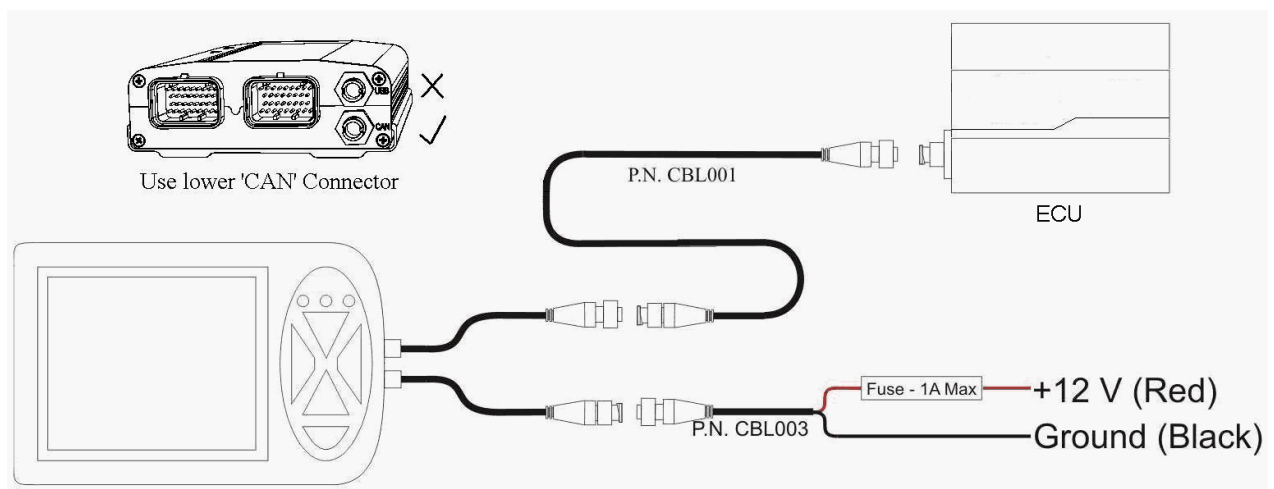 USB
CAN
Use lower 'CAN' Connector
P.N. CBL001
ECU
Fuse - 1A Max
+12 V (Red)
P.N. CBL003
Ground (Black)